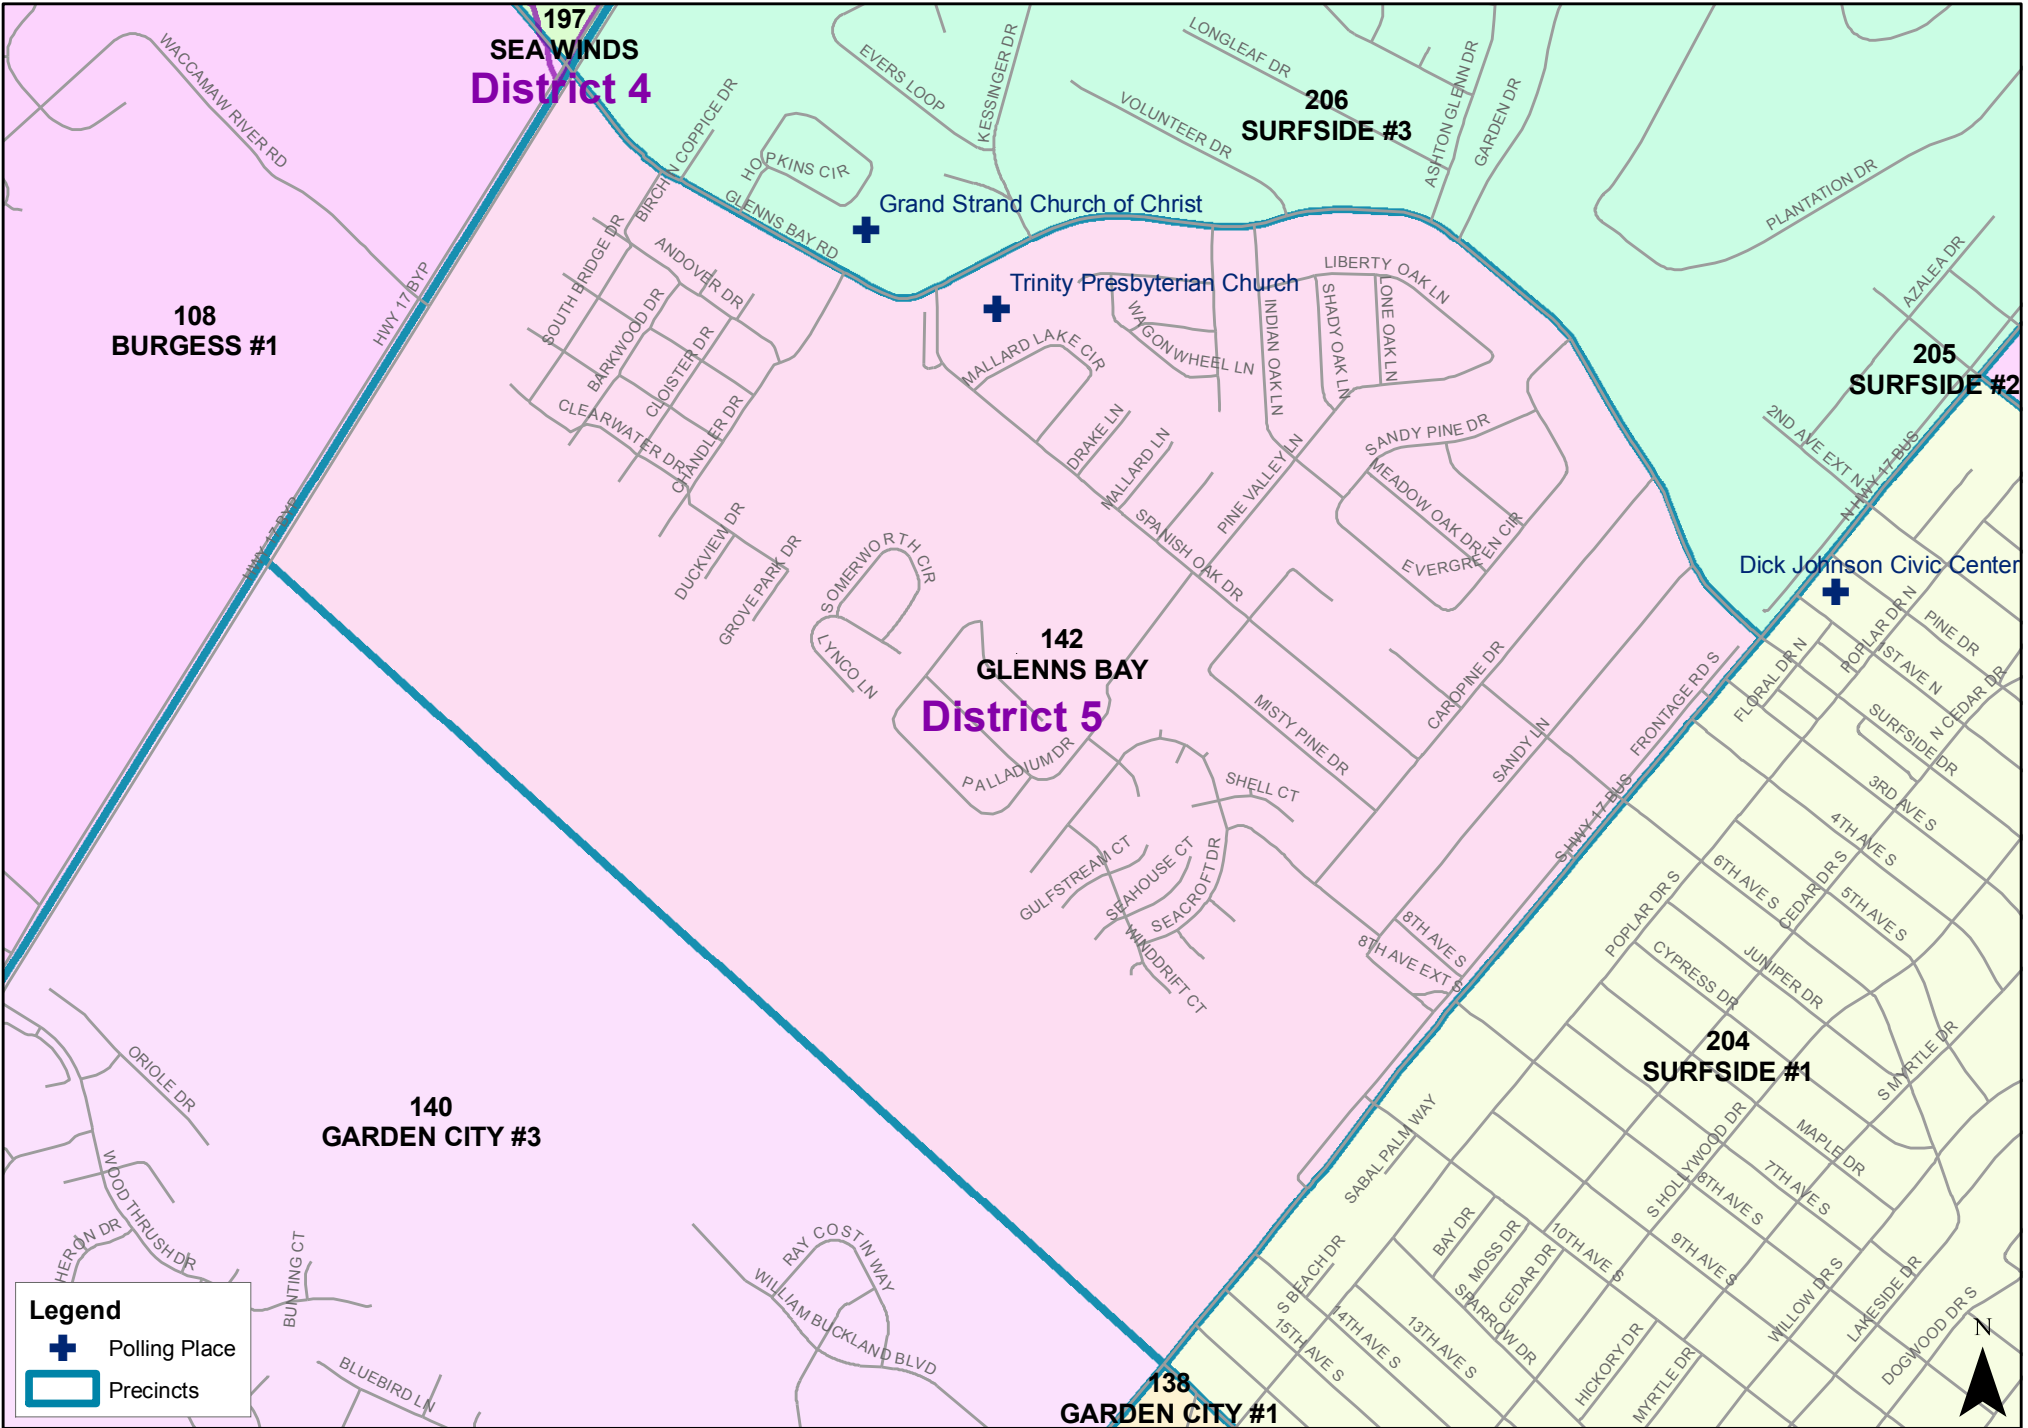 197
SEA WINDS
District 4
WACCAMAW RIVER RD
EVERS LOOP
KESSINGER DR
LONGLEAF DR
VOLUNTEER DR
206
SURFSIDE #3
ASHTON GLENN DR
GARDEN DR
PLANTATION DR
AZALEA DR
BIRCH N COPPICE DR
HOPKINS CIR
GLENNS BAY RD
Grand Strand Church of Christ
Trinity Presbyterian Church
108
BURGESS #1
HWY 17 BYP
HWY 17 BYP
SOUTH BRIDGE DR
ANDOVER DR
BARKWOOD DR
CLOISTER DR
CLEARWATER DR
CHANDLER DR
DUCKVIEW DR
GROVE PARK DR
MALLARD LAKE CIR
WAGONWHEEL LN
INDIAN OAK LN
LIBERTY OAK LN
SHADY OAK LN
LONE OAK LN
DRAKE LN
MALLARD LN
SPANISH OAK DR
PINE VALLEY LN
SANDY PINE DR
MEADOW OAK DR
EVERGREEN CIR
205
SURFSIDE #2
2ND AVE EXT N
N HWY 17 BUS
Dick Johnson Civic Center
SOMERWORTH CIR
LYNCO LN
142
GLENNS BAY
District 5
PALLADIUM DR
MISTY PINE DR
CAROPINE DR
SANDY LN
FRONTAGE RD S
S HWY 17 BUS
SHELL CT
GULFSTREAM CT
SEAHOUSE CT
SEACROFT DR
WINDDRIFT CT
8TH AVE S
8TH AVE EXT S
FLORAL DR N
POPLAR DR N
PINE DR
1ST AVE N
N CEDAR DR
SURFSIDE DR
3RD AVE S
4TH AVE S
5TH AVE S
6TH AVE S
CEDAR DR S
POPLAR DR S
CYPRESS DR
JUNIPER DR
204
SURFSIDE #1
S MYRTLE DR
MAPLE DR
7TH AVE S
8TH AVE S
9TH AVE S
10TH AVE S
S HOLLYWOOD DR
SABAL PALM WAY
BAY DR
S MOSS DR
CEDAR DR
SPARROW DR
S BEACH DR
15TH AVE S
14TH AVE S
13TH AVE S
HICKORY DR
MYRTLE DR
WILLOW DR S
LAKESIDE DR
DOGWOOD DR S
140
GARDEN CITY #3
ORIOLE DR
WOOD THRUSH DR
HERON DR
BUNTING CT
BLUEBIRD LN
RAY COSTIN WAY
WILLIAM BUCKLAND BLVD
138
GARDEN CITY #1
Legend
Polling Place
Precincts
N